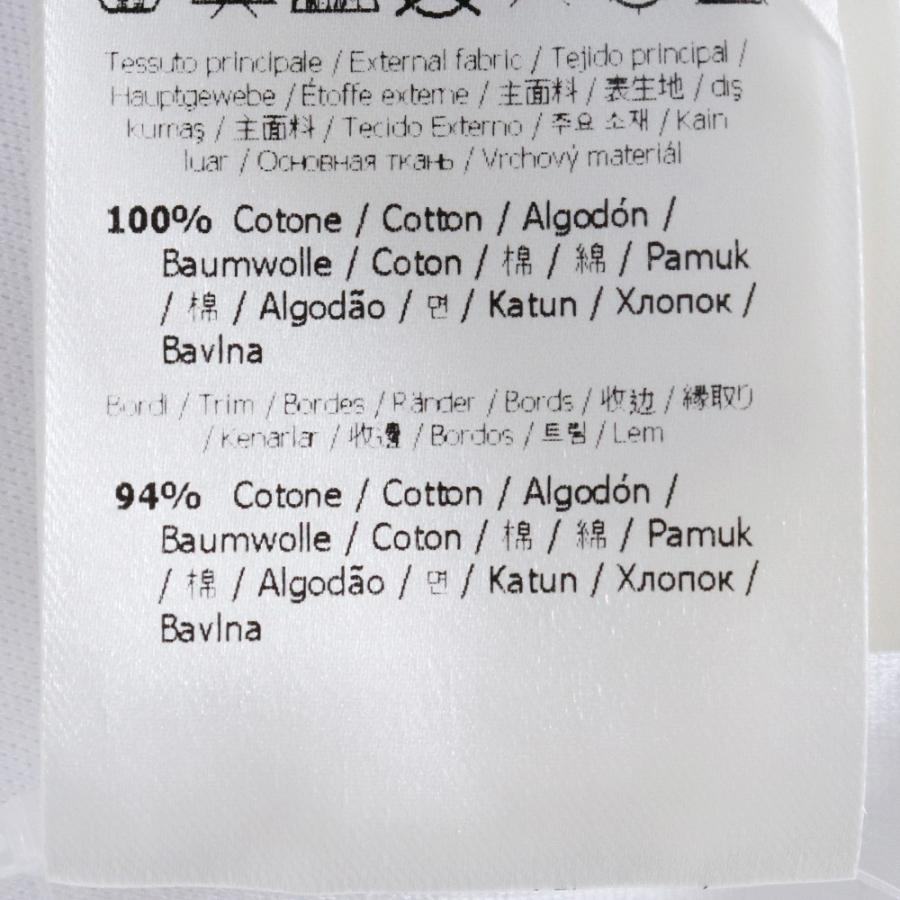 Tessuto principale / External fabric / Tejido principal /
Hauptgewebe / Étoffe externe / 主面料 / 表生地 / dış
kumaş / 主面料 / Tecido Externo / 주요 소재 / Kain
luar / Основная ткань / Vrchový materiál
100% Cotone / Cotton / Algodón /
Baumwolle / Coton / 棉 / 綿 / Pamuk
/ 棉 / Algodão / 면 / Katun / Хлопок /
Bavlna
Bordi / Trim / Bordes / Ränder / Bords / 收边 / 縁取り
/ Kenarlar / 收邊 / Bordos / 트림 / Lem
94% Cotone / Cotton / Algodón /
Baumwolle / Coton / 棉 / 綿 / Pamuk
/ 棉 / Algodão / 면 / Katun / Хлопок /
Bavlna